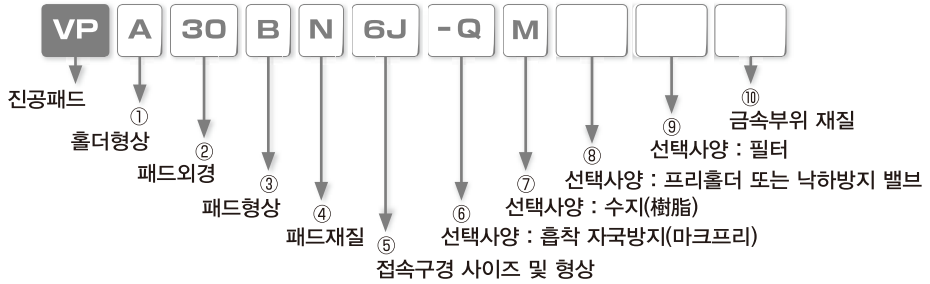 VP A 30 B N 6J -Q M
진공패드
①
홀더형상
②
패드외경
③
패드형상
④
패드재질
⑤
접속구경 사이즈 및 형상
⑥
선택사양 : 흡착 자국방지(마크프리)
⑦
선택사양 : 수지(樹脂)
⑧
선택사양 : 프리홀더 또는 낙하방지 밸브
⑨
선택사양 : 필터
⑩
금속부위 재질